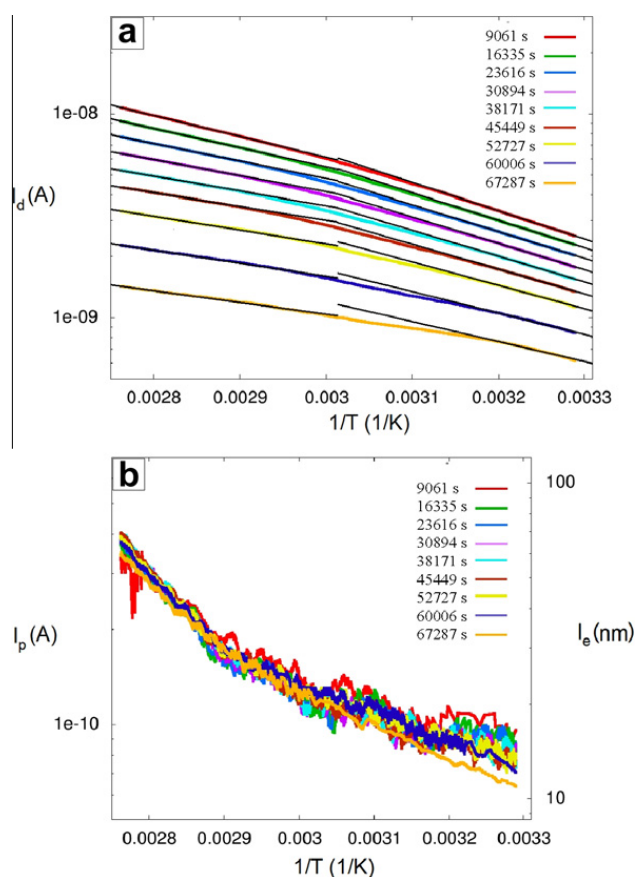 a
9061 s
16335 s
23616 s
30894 s
38171 s
45449 s
52727 s
60006 s
67287 s
1e-08
I_d(A)
1e-09
0.0028 0.0029 0.003 0.0031 0.0032 0.0033
1/T (1/K)
b
100
9061 s
16335 s
23616 s
30894 s
38171 s
45449 s
52727 s
60006 s
67287 s
I_p(A)
l_e(nm)
1e-10
10
0.0028 0.0029 0.003 0.0031 0.0032 0.0033
1/T (1/K)